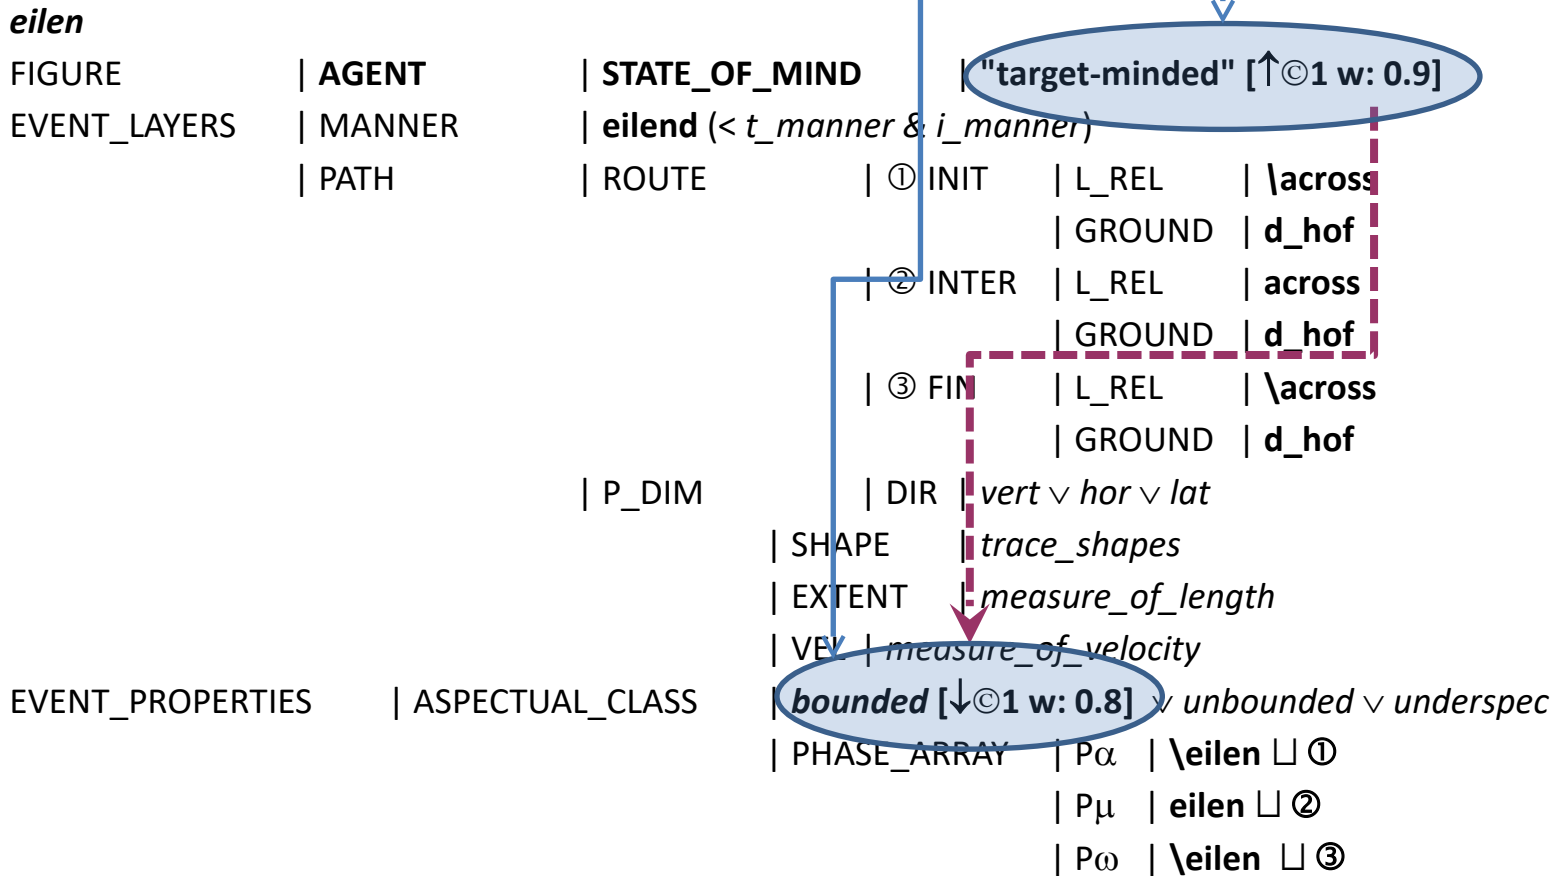 eilen
FIGURE | AGENT | STATE_OF_MIND | "target-minded" [↑©1 w: 0.9]
EVENT_LAYERS | MANNER | eilend (< t_manner & i_manner)
| PATH | ROUTE | ① INIT | L_REL | \across
| GROUND | d_hof
| ② INTER | L_REL | across
| GROUND | d_hof
| ③ FIN | L_REL | \across
| GROUND | d_hof
| P_DIM | DIR | vert ∨ hor ∨ lat
| SHAPE | trace_shapes
| EXTENT | measure_of_length
| VEL | measure_of_velocity
EVENT_PROPERTIES | ASPECTUAL_CLASS | bounded [↓©1 w: 0.8] ∨ unbounded ∨ underspec
| PHASE_ARRAY | Pα | \eilen ⊔ ①
| Pμ | eilen ⊔ ②
| Pω | \eilen ⊔ ③